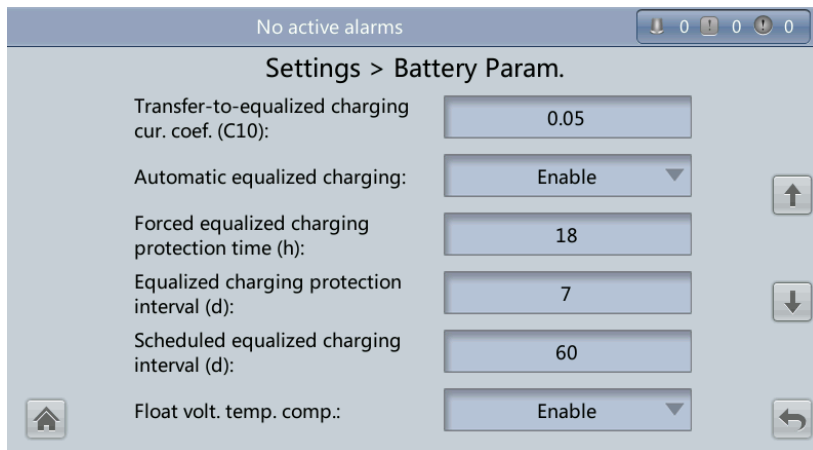 No active alarms
0 0 0
Settings > Battery Param.
Transfer-to-equalized charging
cur. coef. (C10):
0.05
Automatic equalized charging:
Enable
Forced equalized charging
protection time (h):
18
Equalized charging protection
interval (d):
7
Scheduled equalized charging
interval (d):
60
Float volt. temp. comp.:
Enable